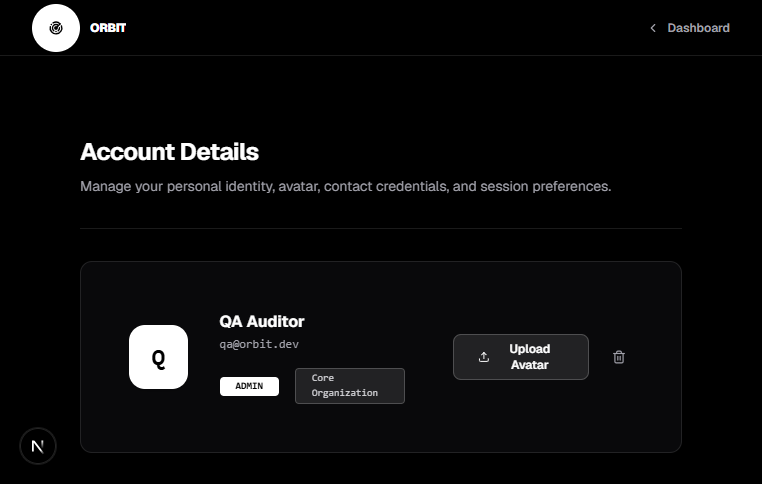 ORBIT
Dashboard
Account Details
Manage your personal identity, avatar, contact credentials, and session preferences.
Q
QA Auditor
qa@orbit.dev
ADMIN
Core
Organization
Upload
Avatar
N